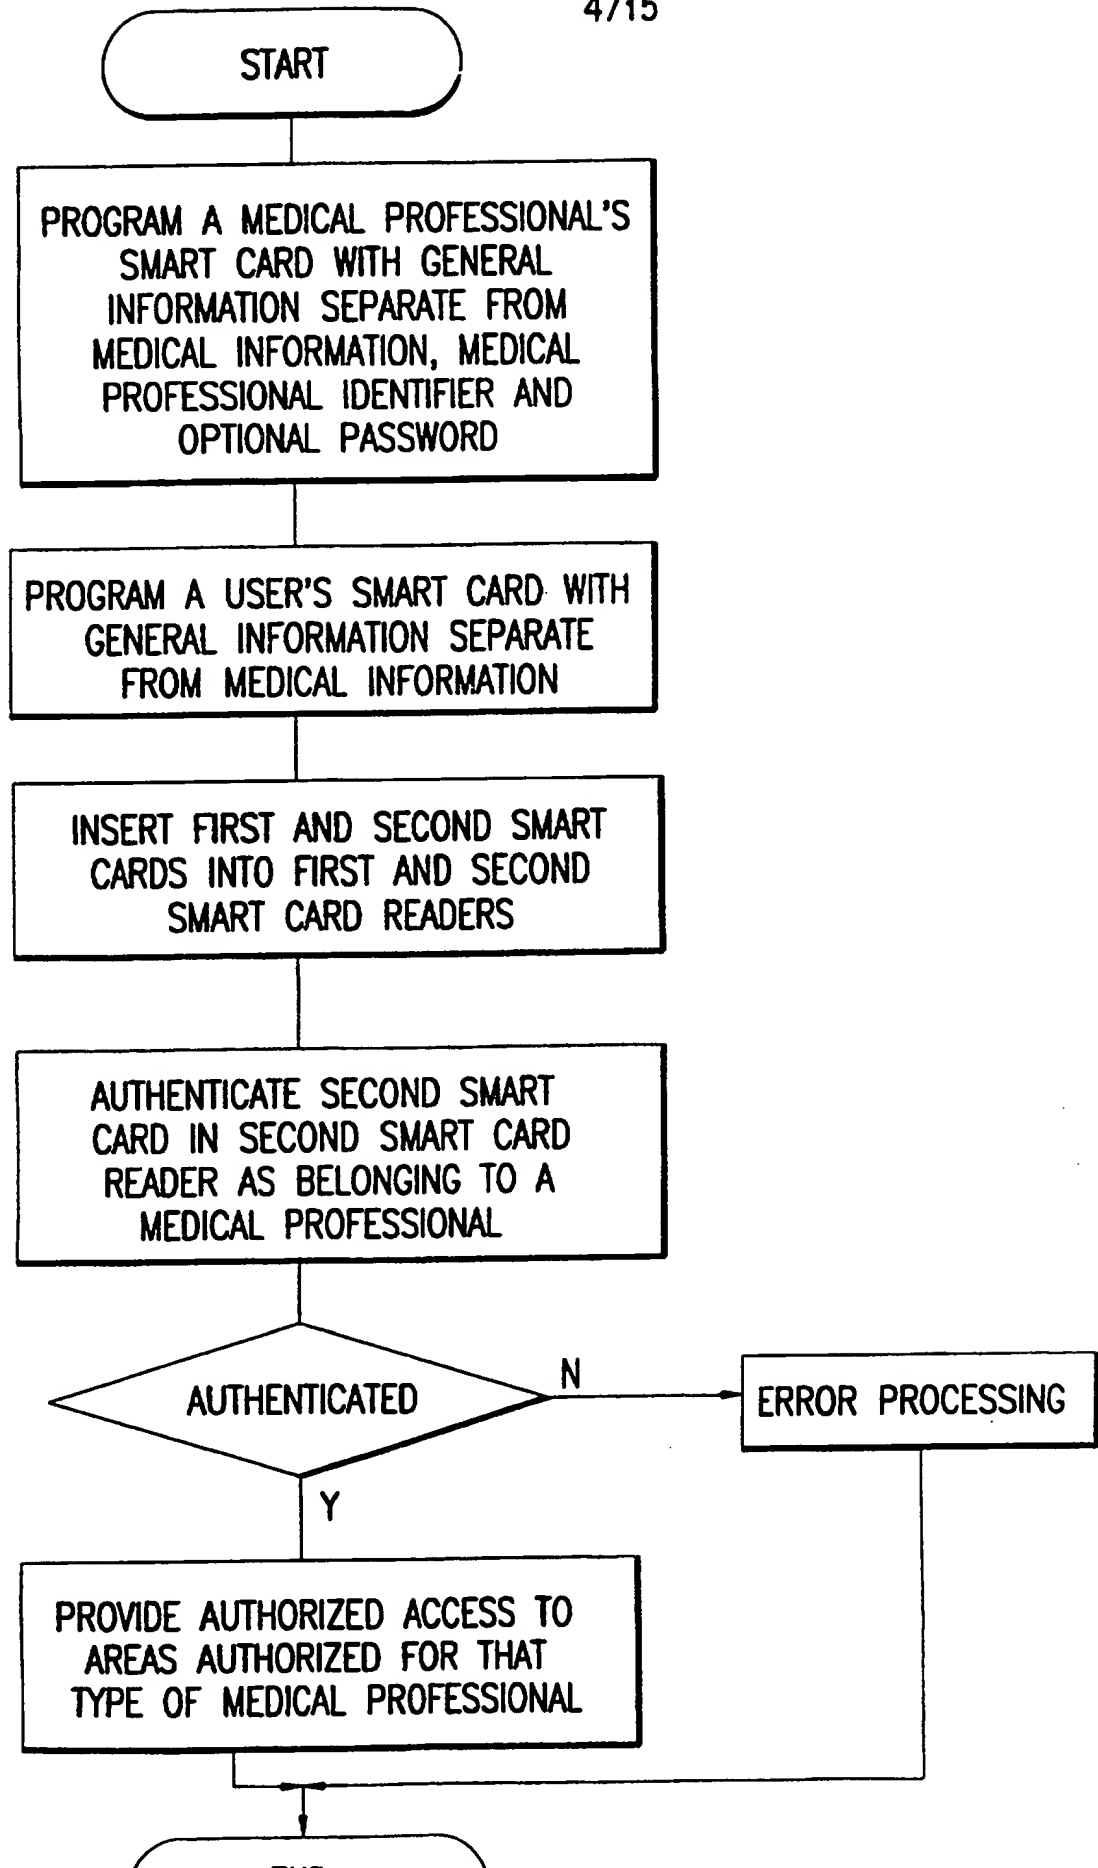 4/15
START
PROGRAM A MEDICAL PROFESSIONAL'S
SMART CARD WITH GENERAL
INFORMATION SEPARATE FROM
MEDICAL INFORMATION, MEDICAL
PROFESSIONAL IDENTIFIER AND
OPTIONAL PASSWORD
PROGRAM A USER'S SMART CARD WITH
GENERAL INFORMATION SEPARATE
FROM MEDICAL INFORMATION
INSERT FIRST AND SECOND SMART
CARDS INTO FIRST AND SECOND
SMART CARD READERS
AUTHENTICATE SECOND SMART
CARD IN SECOND SMART CARD
READER AS BELONGING TO A
MEDICAL PROFESSIONAL
AUTHENTICATED
N
ERROR PROCESSING
Y
PROVIDE AUTHORIZED ACCESS TO
AREAS AUTHORIZED FOR THAT
TYPE OF MEDICAL PROFESSIONAL